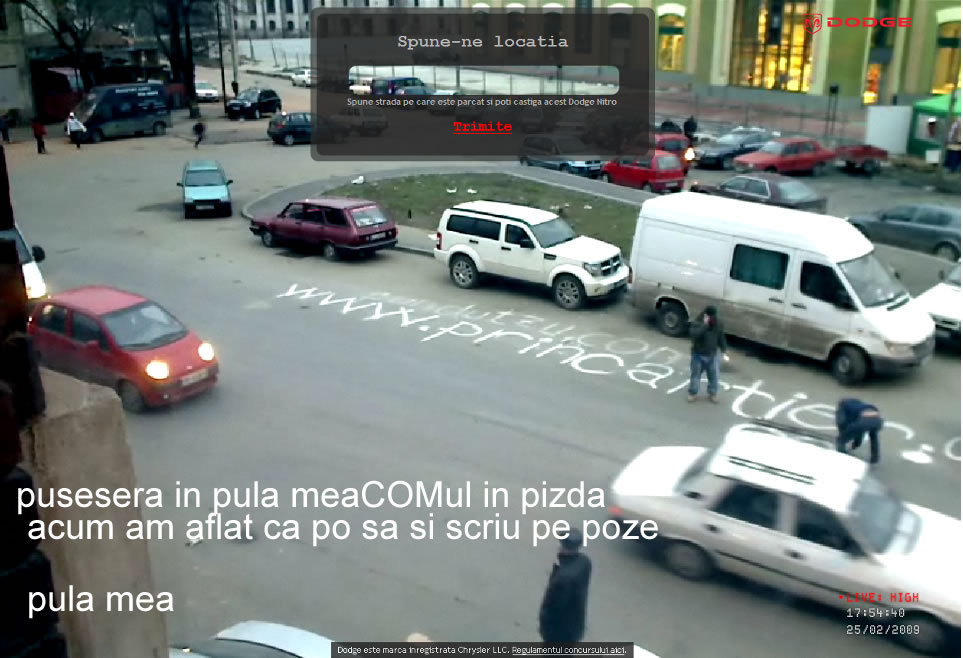 DODGE
Spune-ne locatia
Spune strada pe care este parcat si poti castiga acest Dodge Nitro
Trimite
www.princartier.c
pusesera in pula meaCOMul in pizda
acum am aflat ca po sa si scriu pe poze
pula mea
LIVE: HIGH
17:54:40
25/02/2009
Dodge este marca inregistrata Chrysler LLC. Regulamentul concursului aici.